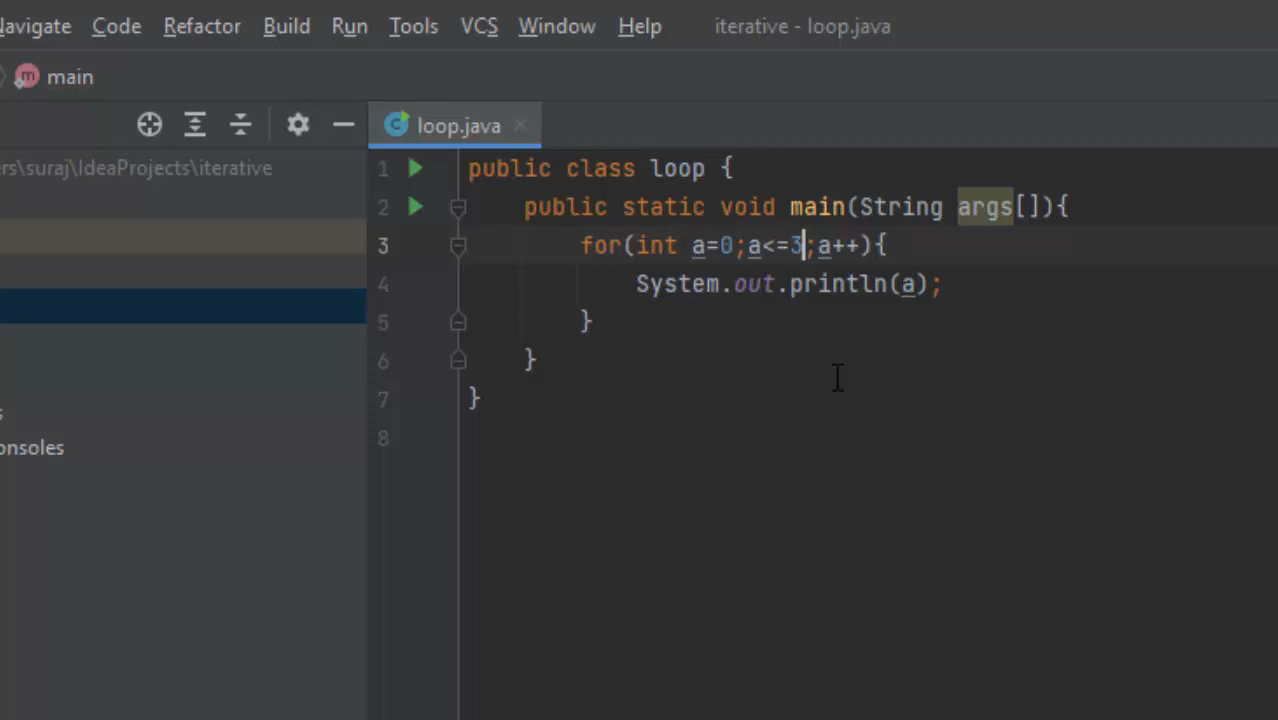 Navigate Code Refactor Build Run Tools VCS Window Help iterative - loop.java
main
loop.java
rs\suraj\IdeaProjects\iterative
1 public class loop {
2 public static void main(String args[]){
3 for(int a=0;a<=3;a++){
4 System.out.println(a);
5 }
6 }
7 }
8
s
onsoles